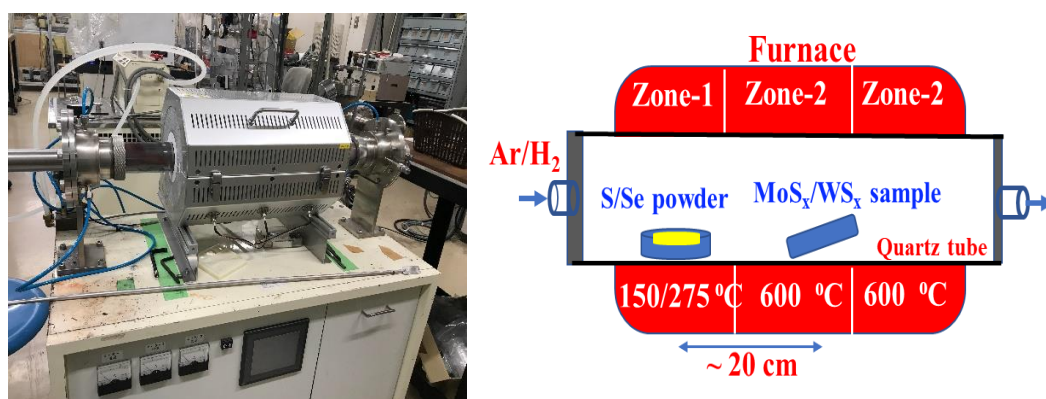 Furnace
Zone-1 Zone-2 Zone-2
Ar/H₂
S/Se powder MoSₓ/WSₓ sample
Quartz tube
150/275 ⁰C 600 ⁰C 600 ⁰C
~ 20 cm